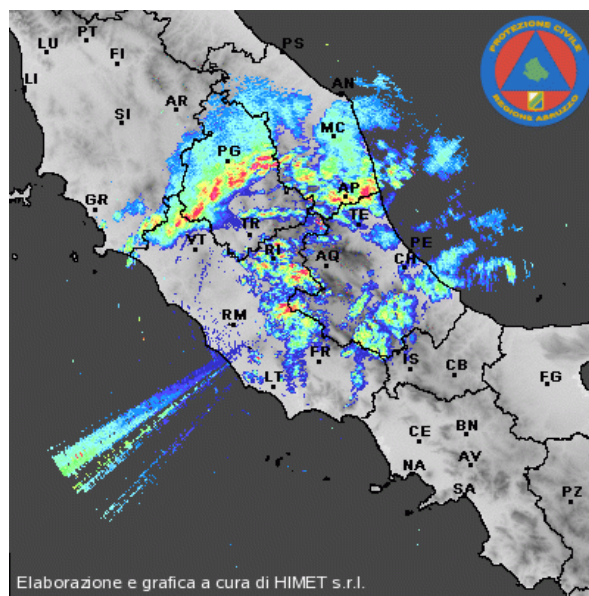 PT
LU
FI
PS
LI
AR
AN
SI
MC
PG
GR
AP
TE
TR
VT
RI
AQ
PE
CH
RM
FR
LT
IS
CB
FG
CE
BN
NA
AV
SA
PZ
PROTEZIONE CIVILE
REGIONE ABRUZZO
Elaborazione e grafica a cura di HIMET s.r.l.